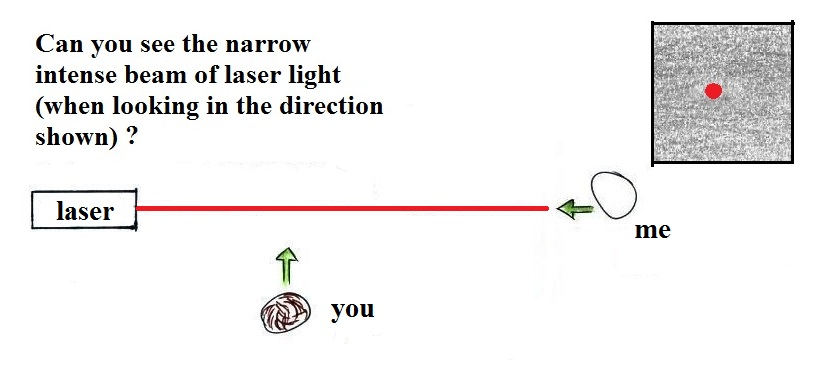 Can you see the narrow
intense beam of laser light
(when looking in the direction
shown) ?
laser
me
you